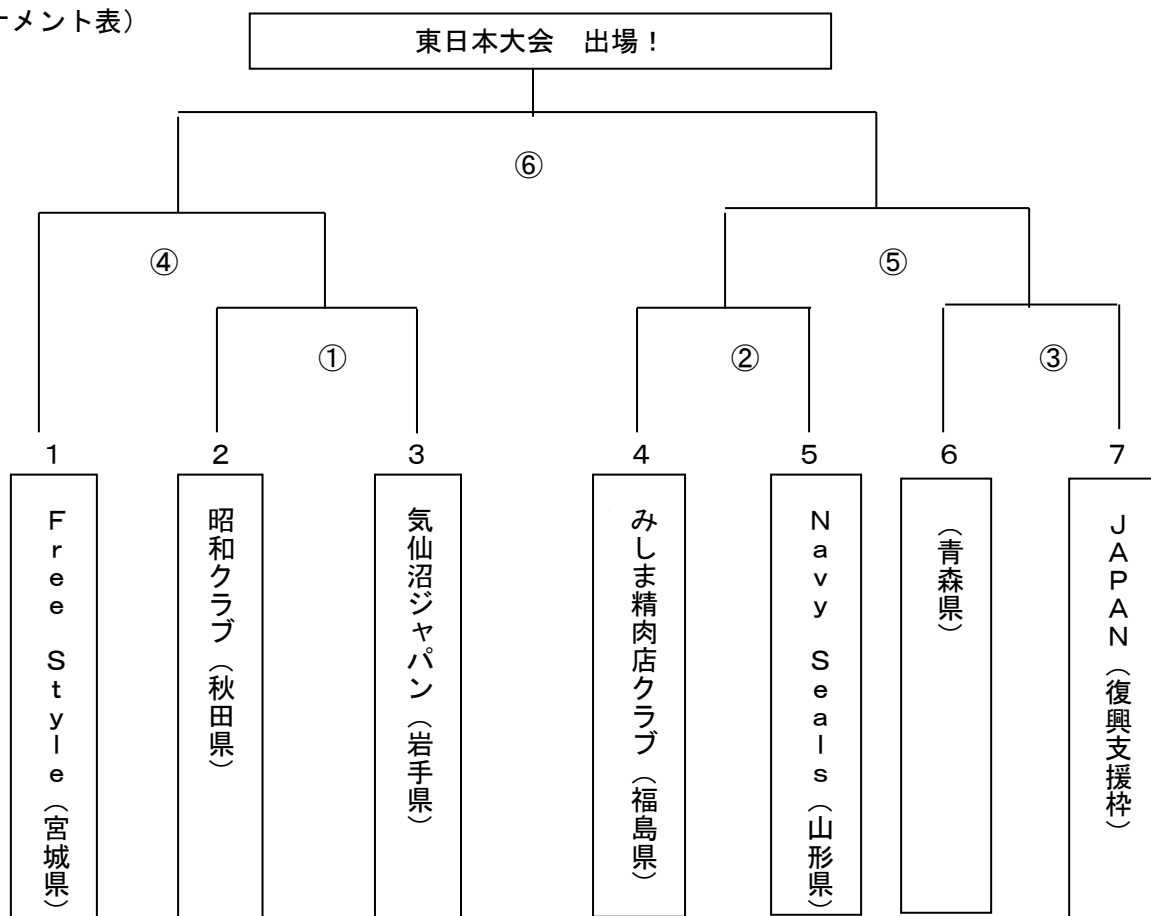 ーメント表）
東日本大会　出場！
⑥
④
⑤
①
②
③
1
2
3
4
5
6
7
Free Style（宮城県）
昭和クラブ（秋田県）
気仙沼ジャパン（岩手県）
みしま精肉店クラブ（福島県）
Navy Seals（山形県）
（青森県）
JAPAN（復興支援枠）